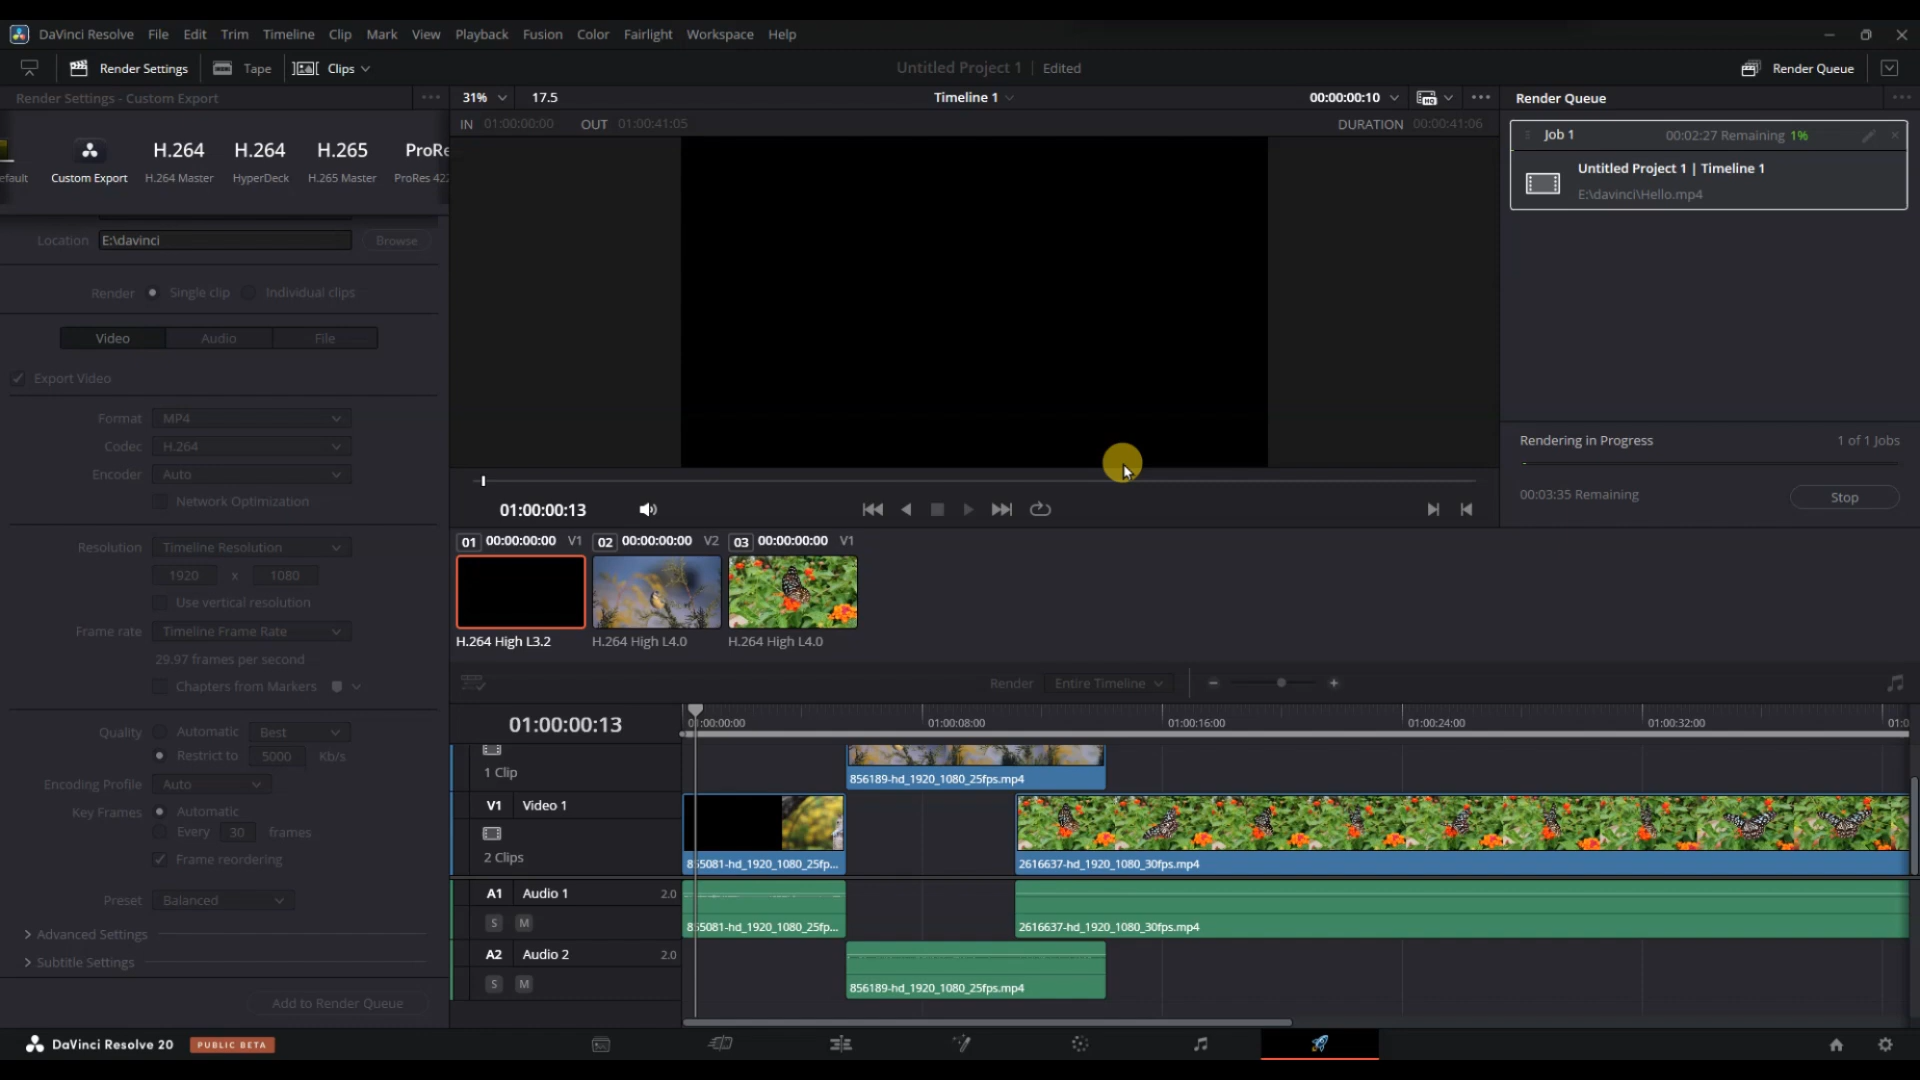 DaVinci Resolve File Edit Trim Timeline Clip Mark View Playback Fusion Color Fairlight Workspace Help
Render Settings Tape Clips Untitled Project 1 Edited Render Queue
Render Settings - Custom Export
31% 17.5 Timeline 1 00:00:00:10
IN 01:00:00:00 OUT 01:00:41:05 DURATION 00:00:41:06
Render Queue
Job 1 00:02:27 Remaining 1%
Untitled Project 1 | Timeline 1
E:\davinci\Hello.mp4
Rendering in Progress 1 of 1 Jobs
00:03:35 Remaining Stop
efault
Custom Export
H.264
H.264 Master
H.264
HyperDeck
H.265
H.265 Master
ProRe
ProRes 422
Location E:\davinci Browse
Render Single clip Individual clips
Video Audio File
Export Video
Format MP4
Codec H.264
Encoder Auto
Network Optimization
Resolution Timeline Resolution
1920 x 1080
Use vertical resolution
Frame rate Timeline Frame Rate
29.97 frames per second
Chapters from Markers
Quality Automatic Best
Restrict to 5000 Kb/s
Encoding Profile Auto
Key Frames Automatic
Every 30 frames
Frame reordering
Preset Balanced
Advanced Settings
Subtitle Settings
Add to Render Queue
01:00:00:13
01 00:00:00:00 V1 02 00:00:00:00 V2 03 00:00:00:00 V1
H.264 High L3.2 H.264 High L4.0 H.264 High L4.0
Render Entire Timeline
01:00:00:13 01:00:00:00 01:00:08:00 01:00:16:00 01:00:24:00 01:00:32:00 01:0
1 Clip 856189-hd_1920_1080_25fps.mp4
V1 Video 1
2 Clips 855081-hd_1920_1080_25fp... 2616637-hd_1920_1080_30fps.mp4
A1 Audio 1 2.0
S M 855081-hd_1920_1080_25fp... 2616637-hd_1920_1080_30fps.mp4
A2 Audio 2 2.0
S M 856189-hd_1920_1080_25fps.mp4
DaVinci Resolve 20 PUBLIC BETA